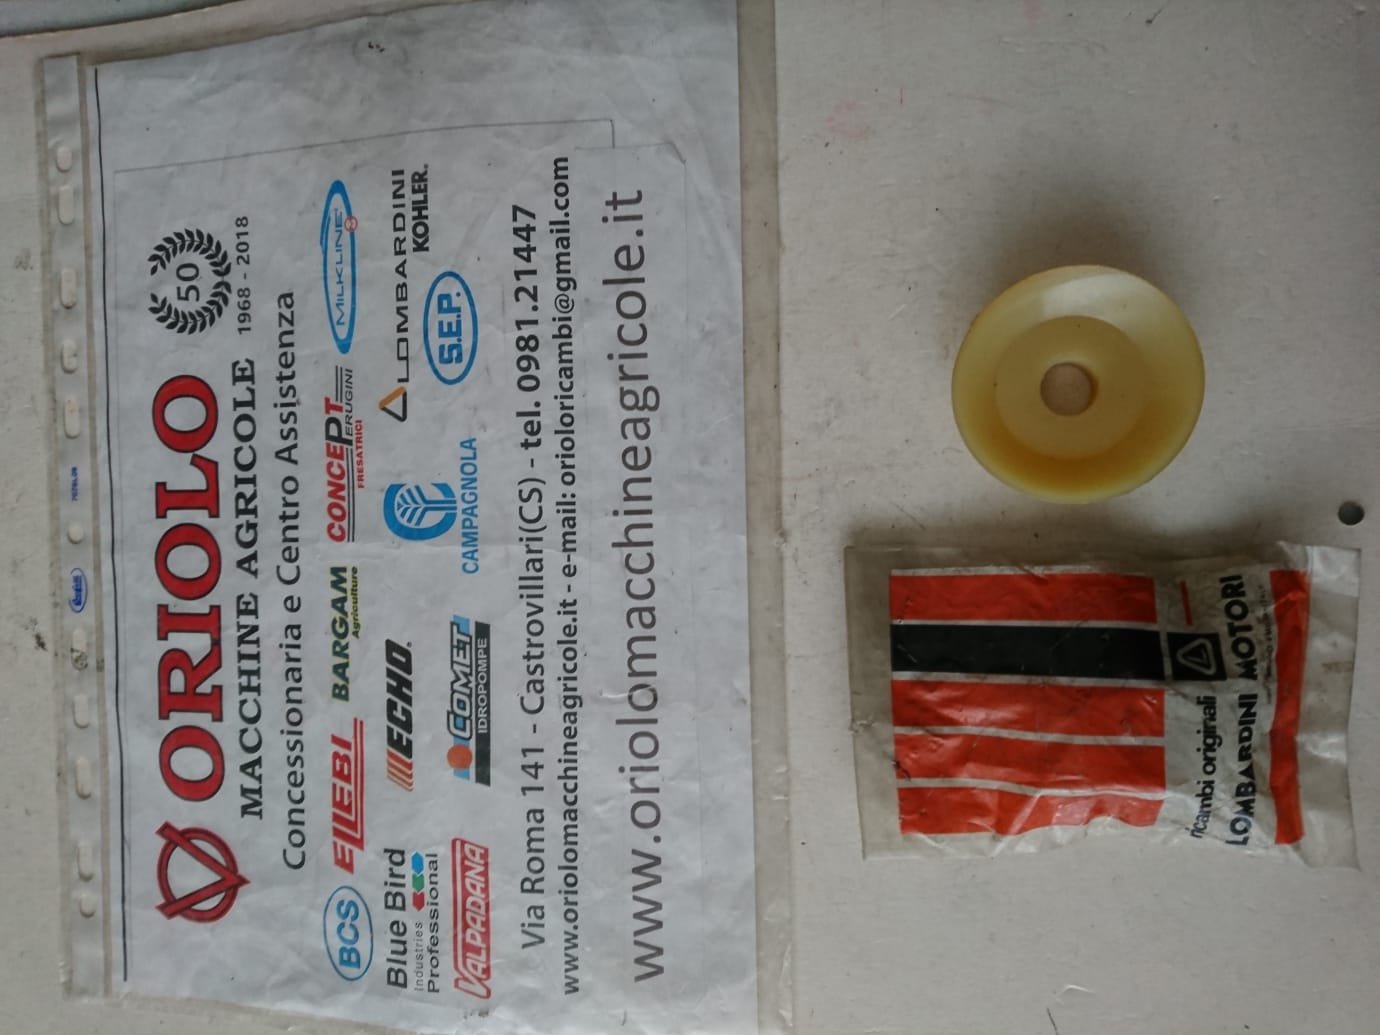 50
ORIOLO
1968 - 2018
MACCHINE AGRICOLE
Concessionaria e Centro Assistenza
BCS
ELLEBI
BARGAM
Agriculture
CONCEPT
PERUGINI
FRESATRICI
MILKLINE
Blue Bird
Industries
Professional
ECHO
CAMPAGNOLA
LOMBARDINI
KOHLER.
VALPADANA
COMET
IDROPOMPE
S.E.P.
Via Roma 141 - Castrovillari(CS) - tel. 0981.21447
www.oriolomacchineagricole.it - e-mail: orioloricambi@gmail.com
www.oriolomacchineagricole.it
ricambi originali
LOMBARDINI MOTORI